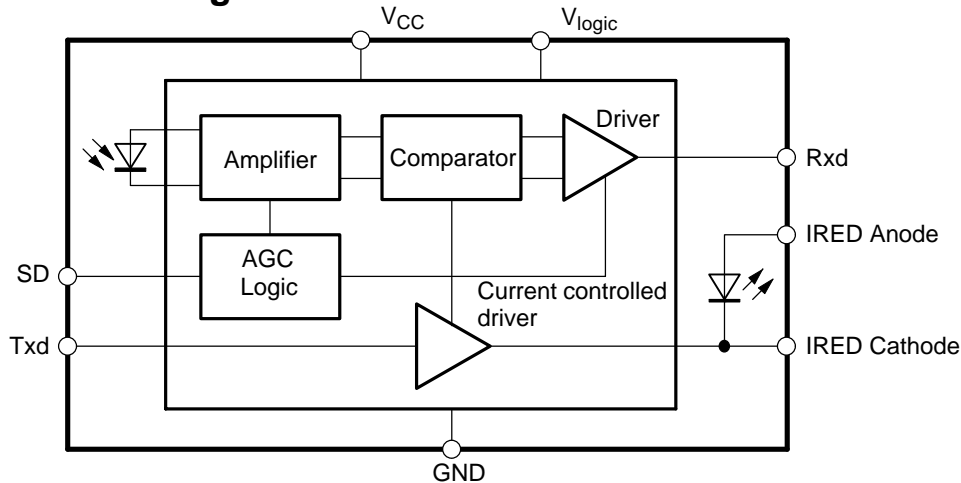 V_CC
V_logic
Driver
Amplifier
Comparator
Rxd
IRED Anode
SD
AGC
Logic
Current controlled
driver
Txd
IRED Cathode
GND